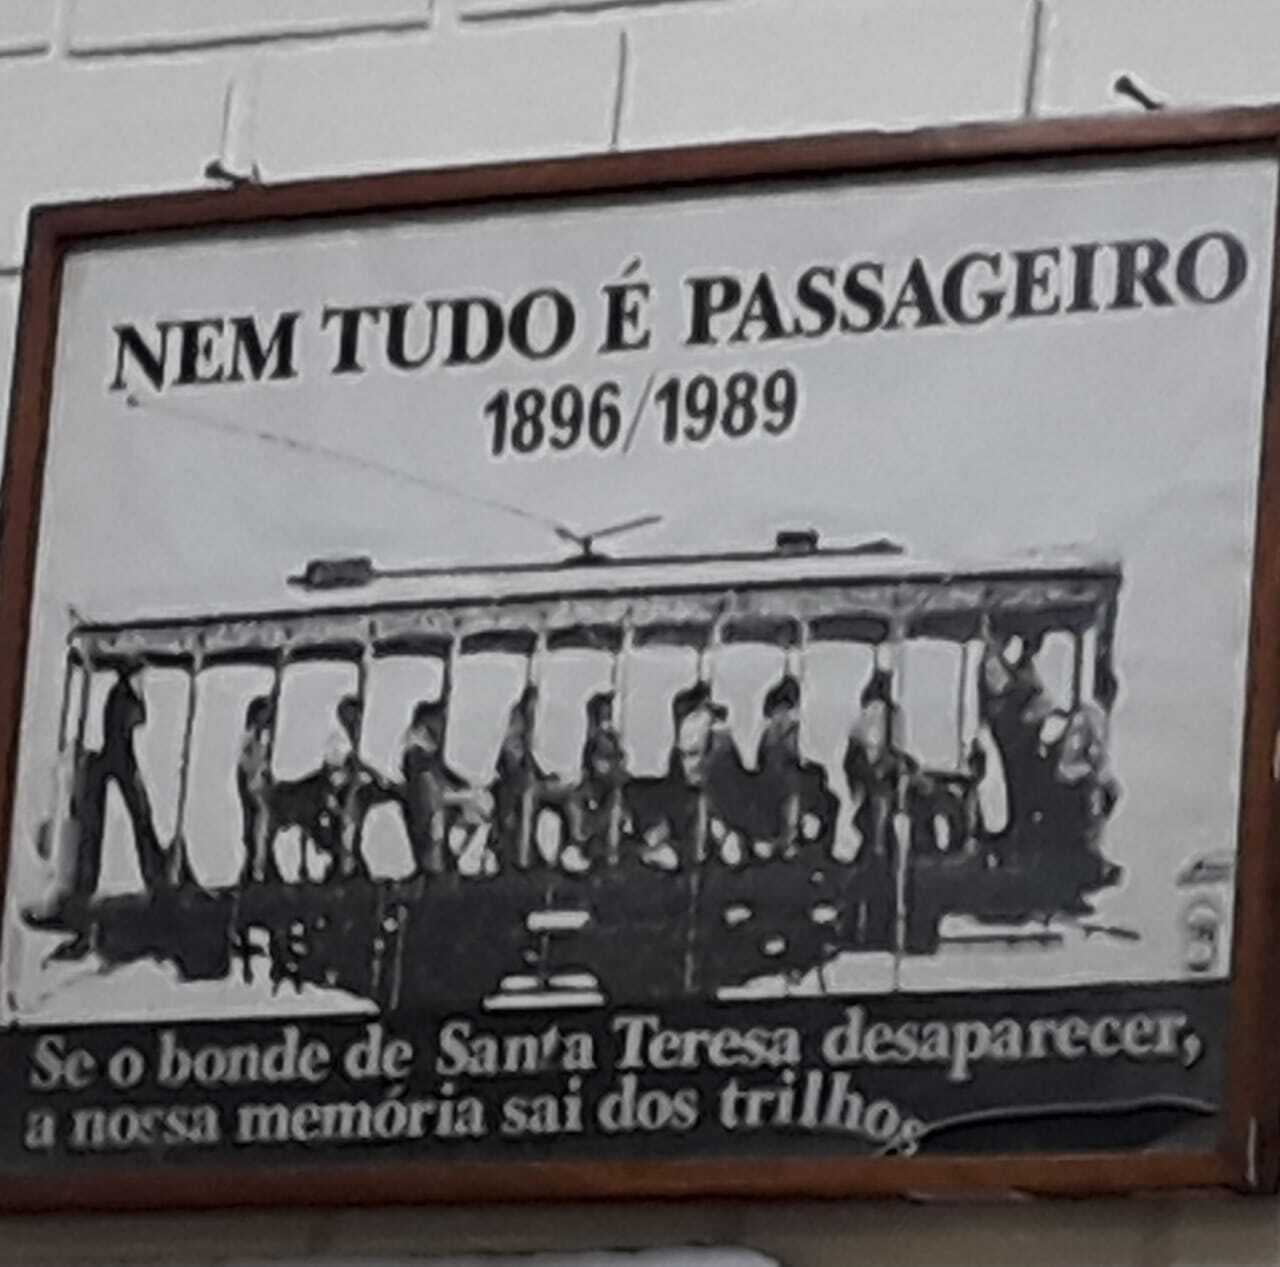 NEM TUDO É PASSAGEIRO
1896/1989
Se o bonde de Santa Teresa desaparecer,
a nossa memória sai dos trilhos